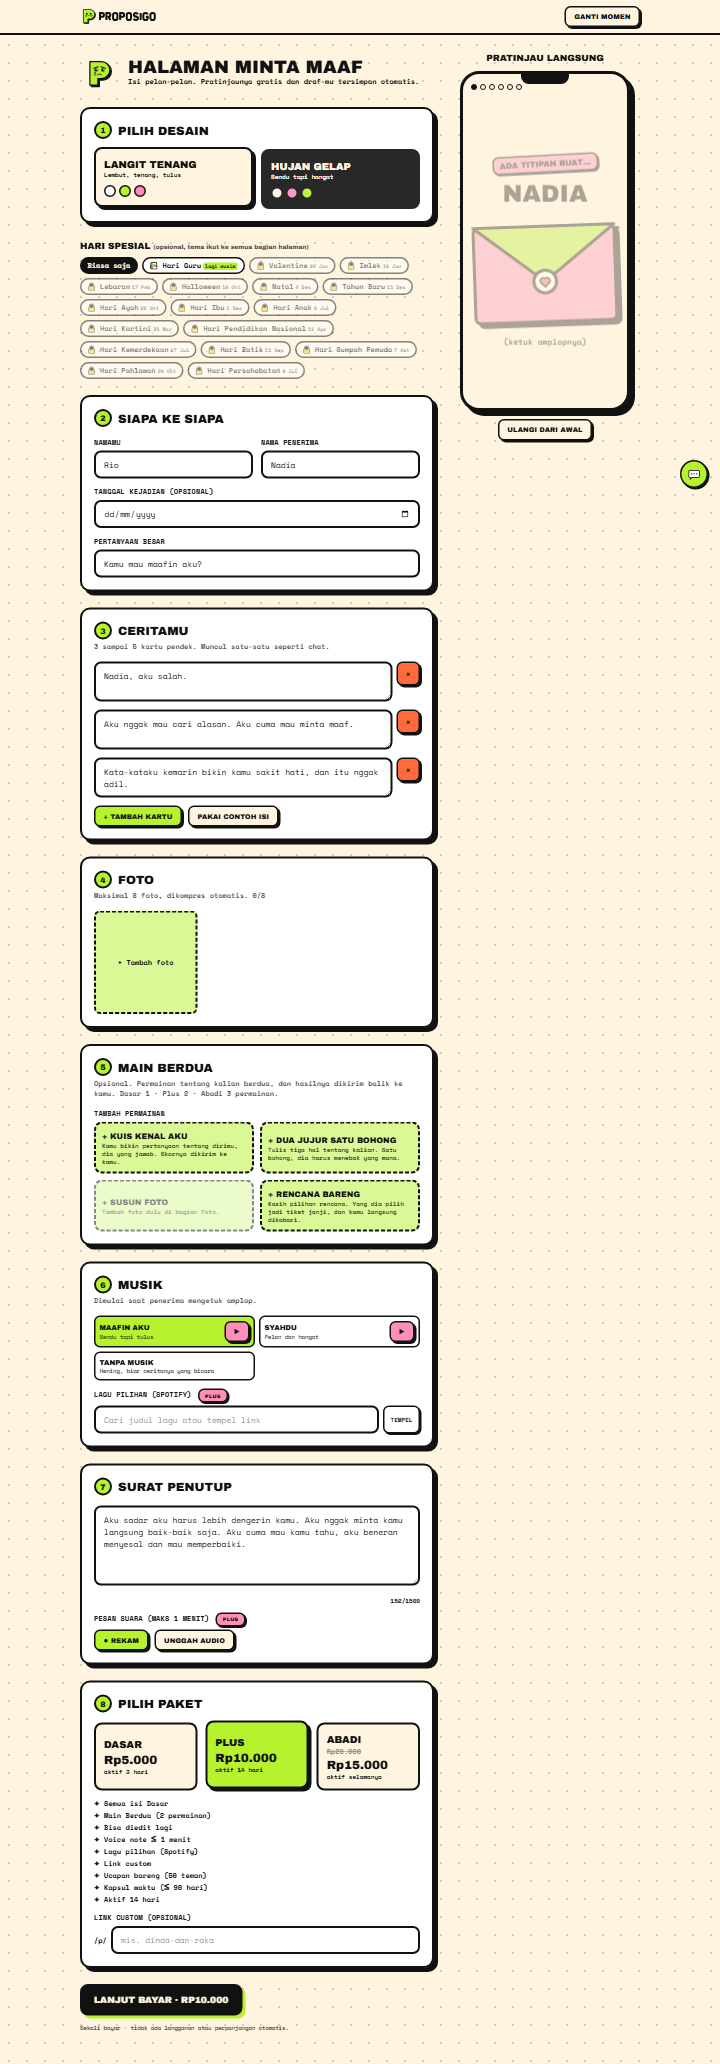 PROPOSIGO
GANTI MOMEN
HALAMAN MINTA MAAF
Isi pelan-pelan. Pratinjaunya gratis dan draf-mu tersimpan otomatis.
PRATINJAU LANGSUNG
ADA TITIPAN BUAT...
NADIA
(ketuk amplopnya)
ULANGI DARI AWAL
1 PILIH DESAIN
LANGIT TENANG
Lembut, tenang, tulus
HUJAN GELAP
Sendu tapi hangat
HARI SPESIAL (opsional, tema ikut ke semua bagian halaman)
Biasa saja
Hari Guru lagi musim
Valentine
Imlek
Lebaran 17 Feb
Halloween
Natal
Tahun Baru
Hari Ayah
Hari Ibu
Hari Anak
Hari Kartini
Hari Pendidikan Nasional
Hari Kemerdekaan
Hari Batik
Hari Sumpah Pemuda
Hari Pahlawan
Hari Persahabatan
2 SIAPA KE SIAPA
NAMAMU
NAMA PENERIMA
Rio
Nadia
TANGGAL KEJADIAN (OPSIONAL)
dd/mm/yyyy
PERTANYAAN BESAR
Kamu mau maafin aku?
3 CERITAMU
3 sampai 5 kartu pendek. Muncul satu-satu seperti chat.
Nadia, aku salah.
×
Aku nggak mau cari alasan. Aku cuma mau minta maaf.
×
Kata-kataku kemarin bikin kamu sakit hati, dan itu nggak
adil.
×
+ TAMBAH KARTU
PAKAI CONTOH ISI
4 FOTO
Maksimal 8 foto, dikompres otomatis. 0/8
+ Tambah foto
5 MAIN BERDUA
Opsional. Permainan tentang kalian berdua, dan hasilnya dikirim balik ke
kamu. Dasar 1 · Plus 2 · Abadi 3 permainan.
TAMBAH PERMAINAN
+ KUIS KENAL AKU
Kamu bikin pertanyaan tentang dirimu,
dia yang jawab. Skornya dikirim ke
kamu.
+ DUA JUJUR SATU BOHONG
Tulis tiga hal tentang kalian. Satu
bohong, dia harus menebak yang mana.
+ SUSUN FOTO
Tambah foto dulu di bagian Foto.
+ RENCANA BARENG
Kasih pilihan rencana. Yang dia pilih
jadi tiket janji, dan kamu langsung
dikabari.
6 MUSIK
Dimulai saat penerima mengetuk amplop.
MAAFIN AKU
Sendu tapi tulus
SYAHDU
Pelan dan hangat
TANPA MUSIK
Hening, biar ceritanya yang bicara
LAGU PILIHAN (SPOTIFY) PLUS
Cari judul lagu atau tempel link
TEMPEL
7 SURAT PENUTUP
Aku sadar aku harus lebih dengerin kamu. Aku nggak minta kamu
langsung baik-baik saja. Aku cuma mau kamu tahu, aku beneran
menyesal dan mau memperbaiki.
152/1500
PESAN SUARA (MAKS 1 MENIT) PLUS
● REKAM
UNGGAH AUDIO
8 PILIH PAKET
DASAR
Rp5.000
aktif 3 hari
PLUS
Rp10.000
aktif 14 hari
ABADI
Rp20.000
Rp15.000
aktif selamanya
✦ Semua isi Dasar
✦ Main Berdua (2 permainan)
✦ Bisa diedit lagi
✦ Voice note ≤ 1 menit
✦ Lagu pilihan (Spotify)
✦ Link custom
✦ Ucapan bareng (50 teman)
✦ Kapsul waktu (≤ 90 hari)
✦ Aktif 14 hari
LINK CUSTOM (OPSIONAL)
/p/
mis. dinda-dan-raka
LANJUT BAYAR · RP10.000
Sekali bayar · tidak ada langganan atau perpanjangan otomatis.